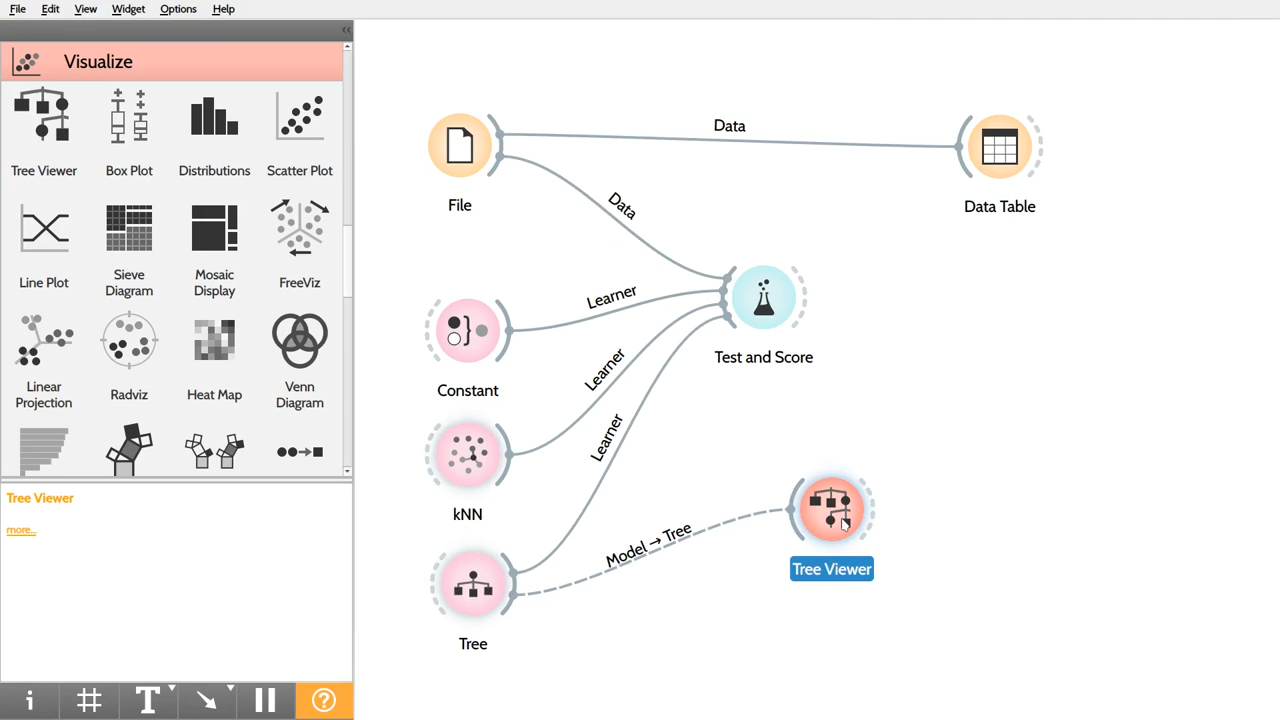 File Edit View Widget Options Help
Visualize
Tree Viewer Box Plot Distributions Scatter Plot
Line Plot Sieve Diagram Mosaic Display FreeViz
Linear Projection Radviz Heat Map Venn Diagram
Tree Viewer
more...
i T ?
File
Data
Data Table
Data
Test and Score
Learner
Constant
Learner
kNN
Learner
Model → Tree
Tree Viewer
Tree